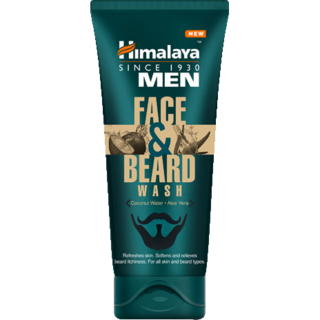 NEW
Himalaya
SINCE 1930
MEN
FACE
&
BEARD
WASH
Coconut Water • Aloe Vera
Refreshes skin. Softens and relieves
beard itchiness. For all skin and beard types.